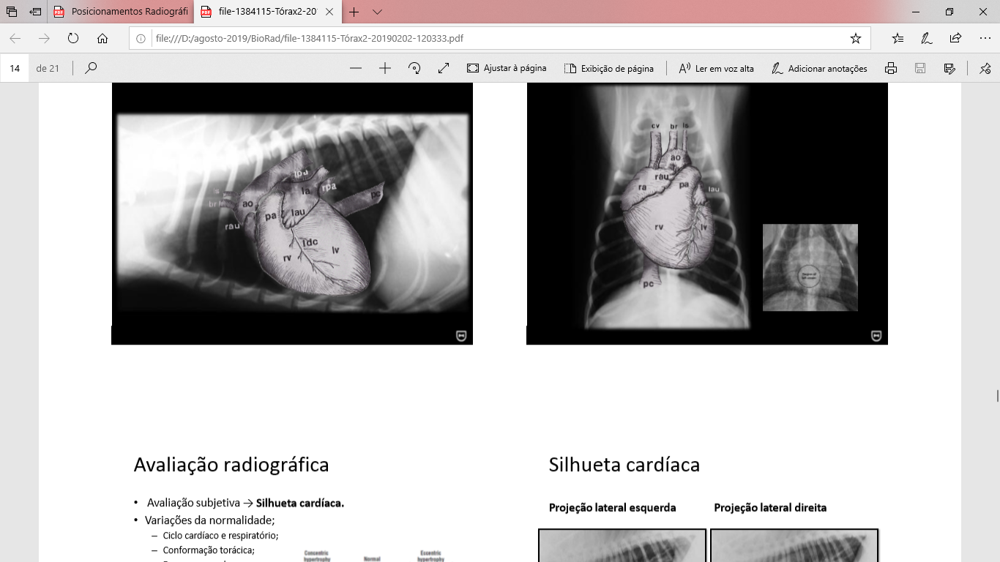 Posicionamentos Radiográfi
file-1384115-Tórax2-20
file:///D:/agosto-2019/BioRad/file-1384115-Tórax2-20190202-120333.pdf
14 de 21
Ajustar à página
Exibição de página
Ler em voz alta
Adicionar anotações
lpa
ls
la
rpa
br
ao
pc
pa
lau
rau
ldc
rv
lv
cv br ls
ao
rau
ra
pa
lau
rv
lv
pc
Avaliação radiográfica
• Avaliação subjetiva → Silhueta cardíaca.
• Variações da normalidade;
– Ciclo cardíaco e respiratório;
– Conformação torácica;
Concentric
hypertrophy
Normal
Eccentric
hypertrophy
Silhueta cardíaca
Projeção lateral esquerda
Projeção lateral direita